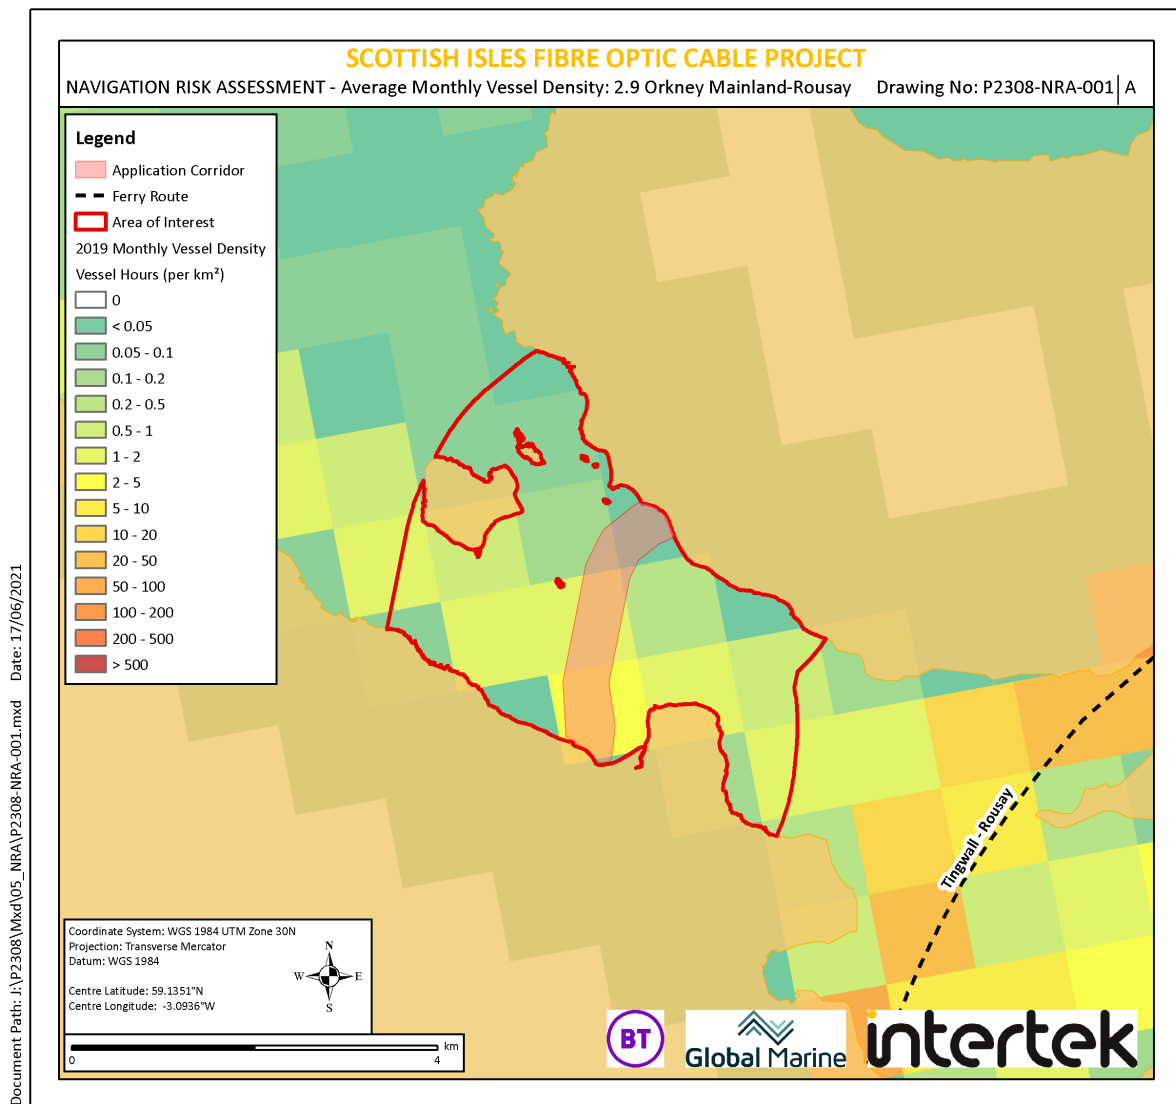 SCOTTISH ISLES FIBRE OPTIC CABLE PROJECT
NAVIGATION RISK ASSESSMENT - Average Monthly Vessel Density: 2.9 Orkney Mainland-Rousay Drawing No: P2308-NRA-001 A
Legend
Application Corridor
Ferry Route
Area of Interest
2019 Monthly Vessel Density
Vessel Hours (per km²)
0
< 0.05
0.05 - 0.1
0.1 - 0.2
0.2 - 0.5
0.5 - 1
1 - 2
2 - 5
5 - 10
10 - 20
20 - 50
50 - 100
100 - 200
200 - 500
> 500
Tingwall - Rousay
Coordinate System: WGS 1984 UTM Zone 30N
Projection: Transverse Mercator
Datum: WGS 1984
Centre Latitude: 59.1351"N
Centre Longitude: -3.0936"W
N
W E
S
km
0 4
BT
Global Marine
intertek
Document Path: J:\P2308\Mxd\05_NRA\P2308-NRA-001.mxd Date: 17/06/2021